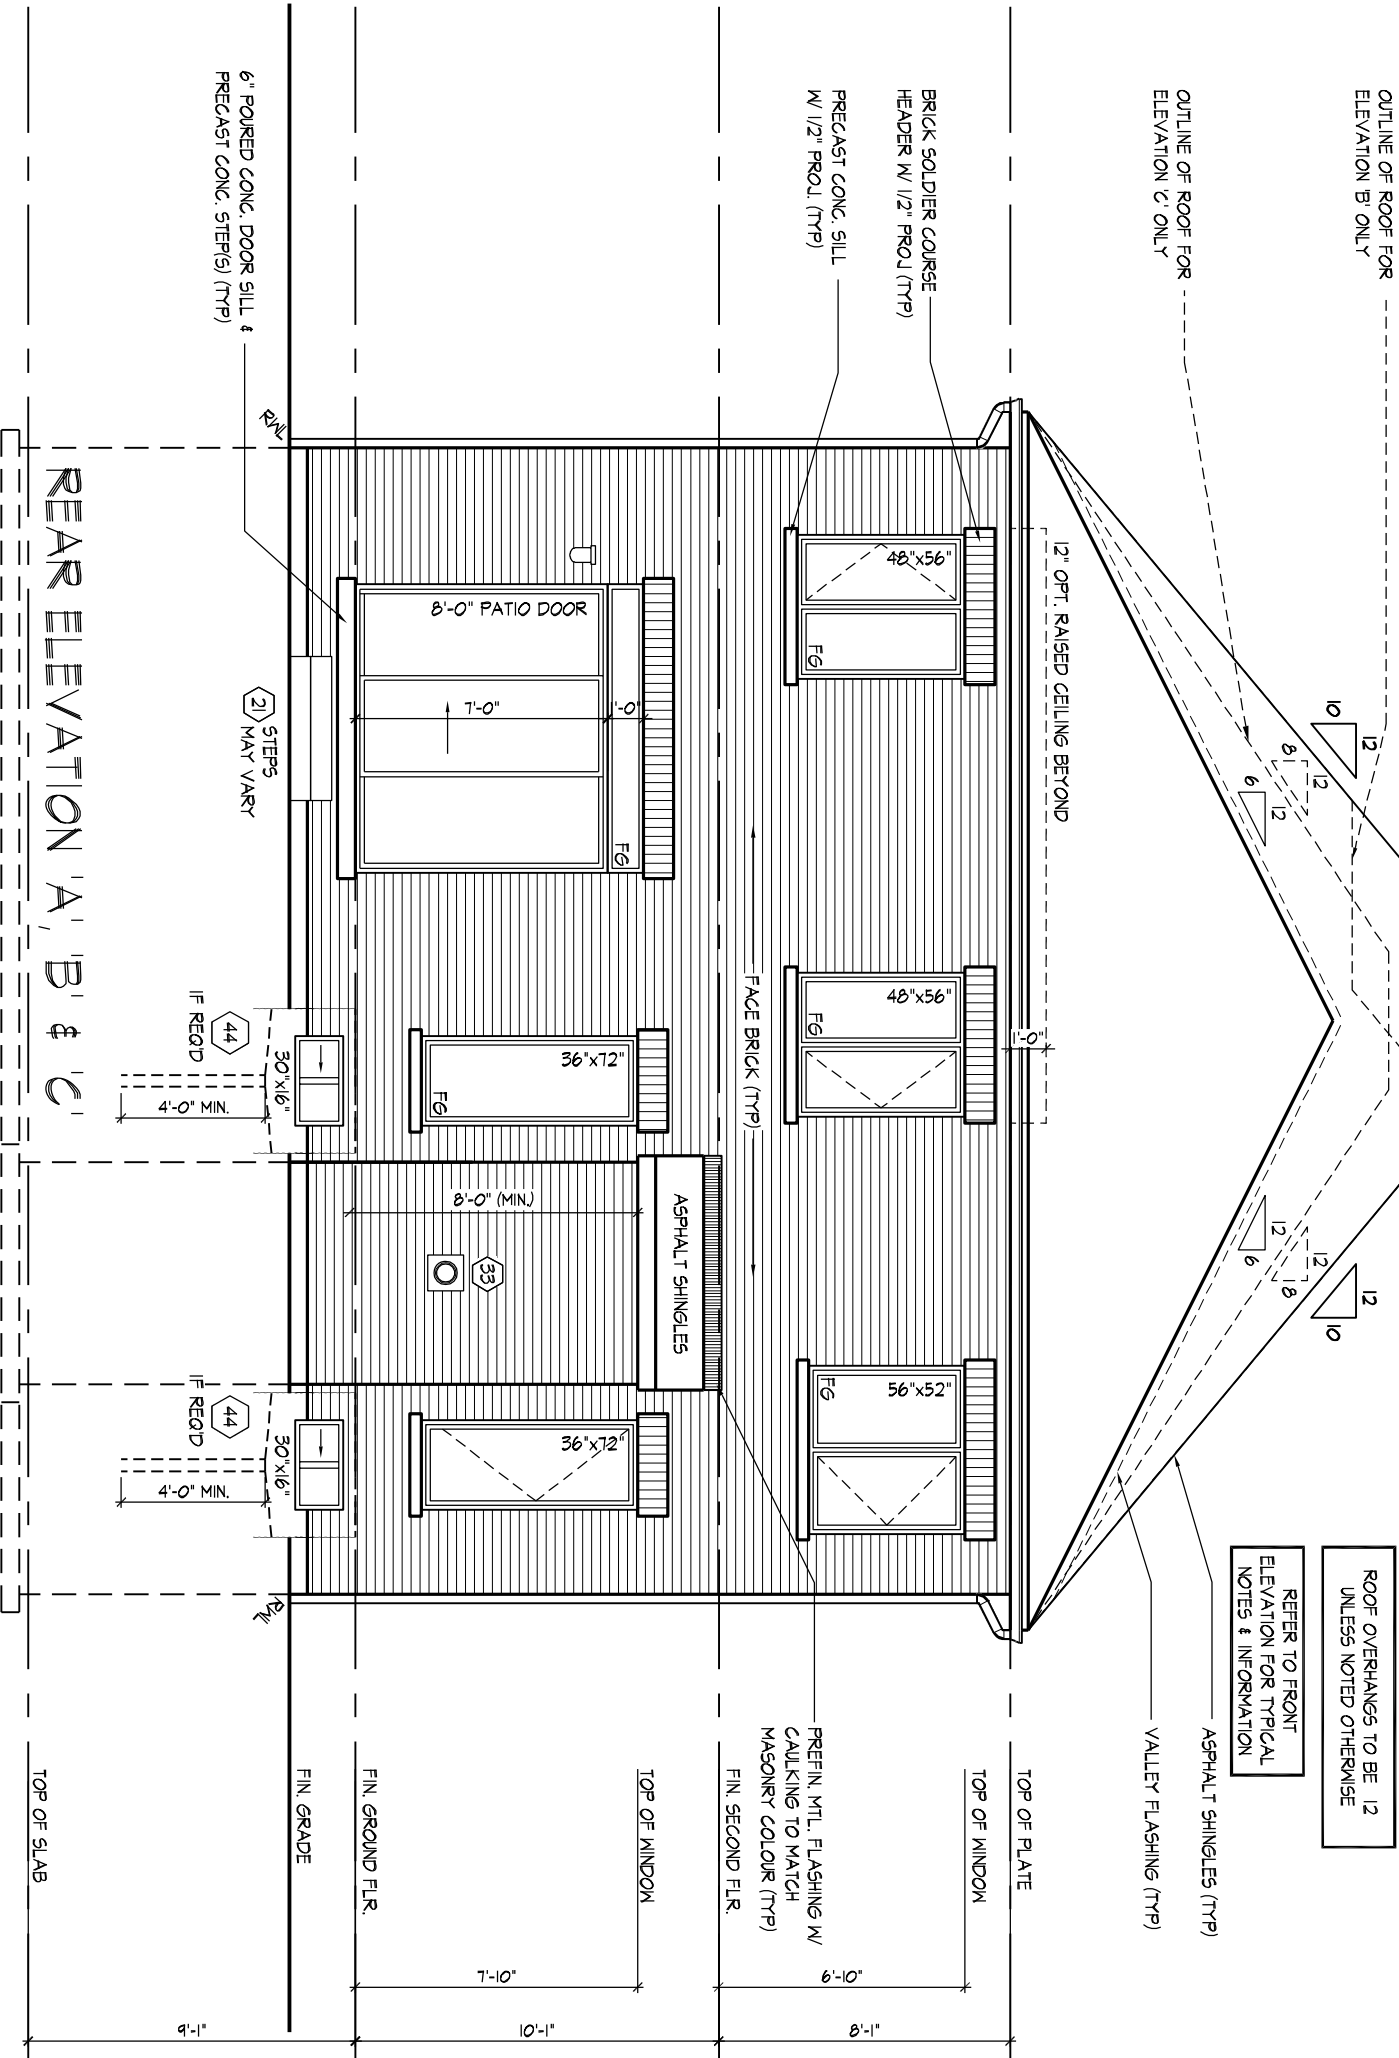 OUTLINE OF ROOF FOR
ELEVATION 'B' ONLY
OUTLINE OF ROOF FOR
ELEVATION 'C' ONLY
BRICK SOLDIER COURSE
HEADER W/ 1/2" PROJ (TYP)
PRECAST CONC. SILL
W/ 1/2" PROJ. (TYP)
6" POURED CONC. DOOR SILL &
PRECAST CONC. STEP(S) (TYP)
ROOF OVERHANGS TO BE 12
UNLESS NOTED OTHERWISE
REFER TO FRONT
ELEVATION FOR TYPICAL
NOTES & INFORMATION
ASPHALT SHINGLES (TYP)
VALLEY FLASHING (TYP)
12
10
12
8
12
6
12
10
12
8
12
6
12" OPT. RAISED CEILING BEYOND
1'-0"
48"x56"
FG
48"x56"
FG
56"x52"
FG
FACE BRICK (TYP)
ASPHALT SHINGLES
8'-0" PATIO DOOR
7'-0"
'-0"
FG
36"x72"
FG
8'-0" (MIN.)
33
36"x72"
RWL
RWL
21 STEPS
MAY VARY
30"x16"
44
IF REQ'D
4'-0" MIN.
30"x16"
44
IF REQ'D
4'-0" MIN.
TOP OF PLATE
TOP OF WINDOW
PREFIN. MTL. FLASHING W/
CAULKING TO MATCH
MASONRY COLOUR (TYP)
FIN. SECOND FLR.
TOP OF WINDOW
FIN. GROUND FLR.
FIN. GRADE
TOP OF SLAB
6'-10"
7'-10"
8'-1"
10'-1"
9'-1"
REAR ELEVATION 'A', 'B' & 'C'